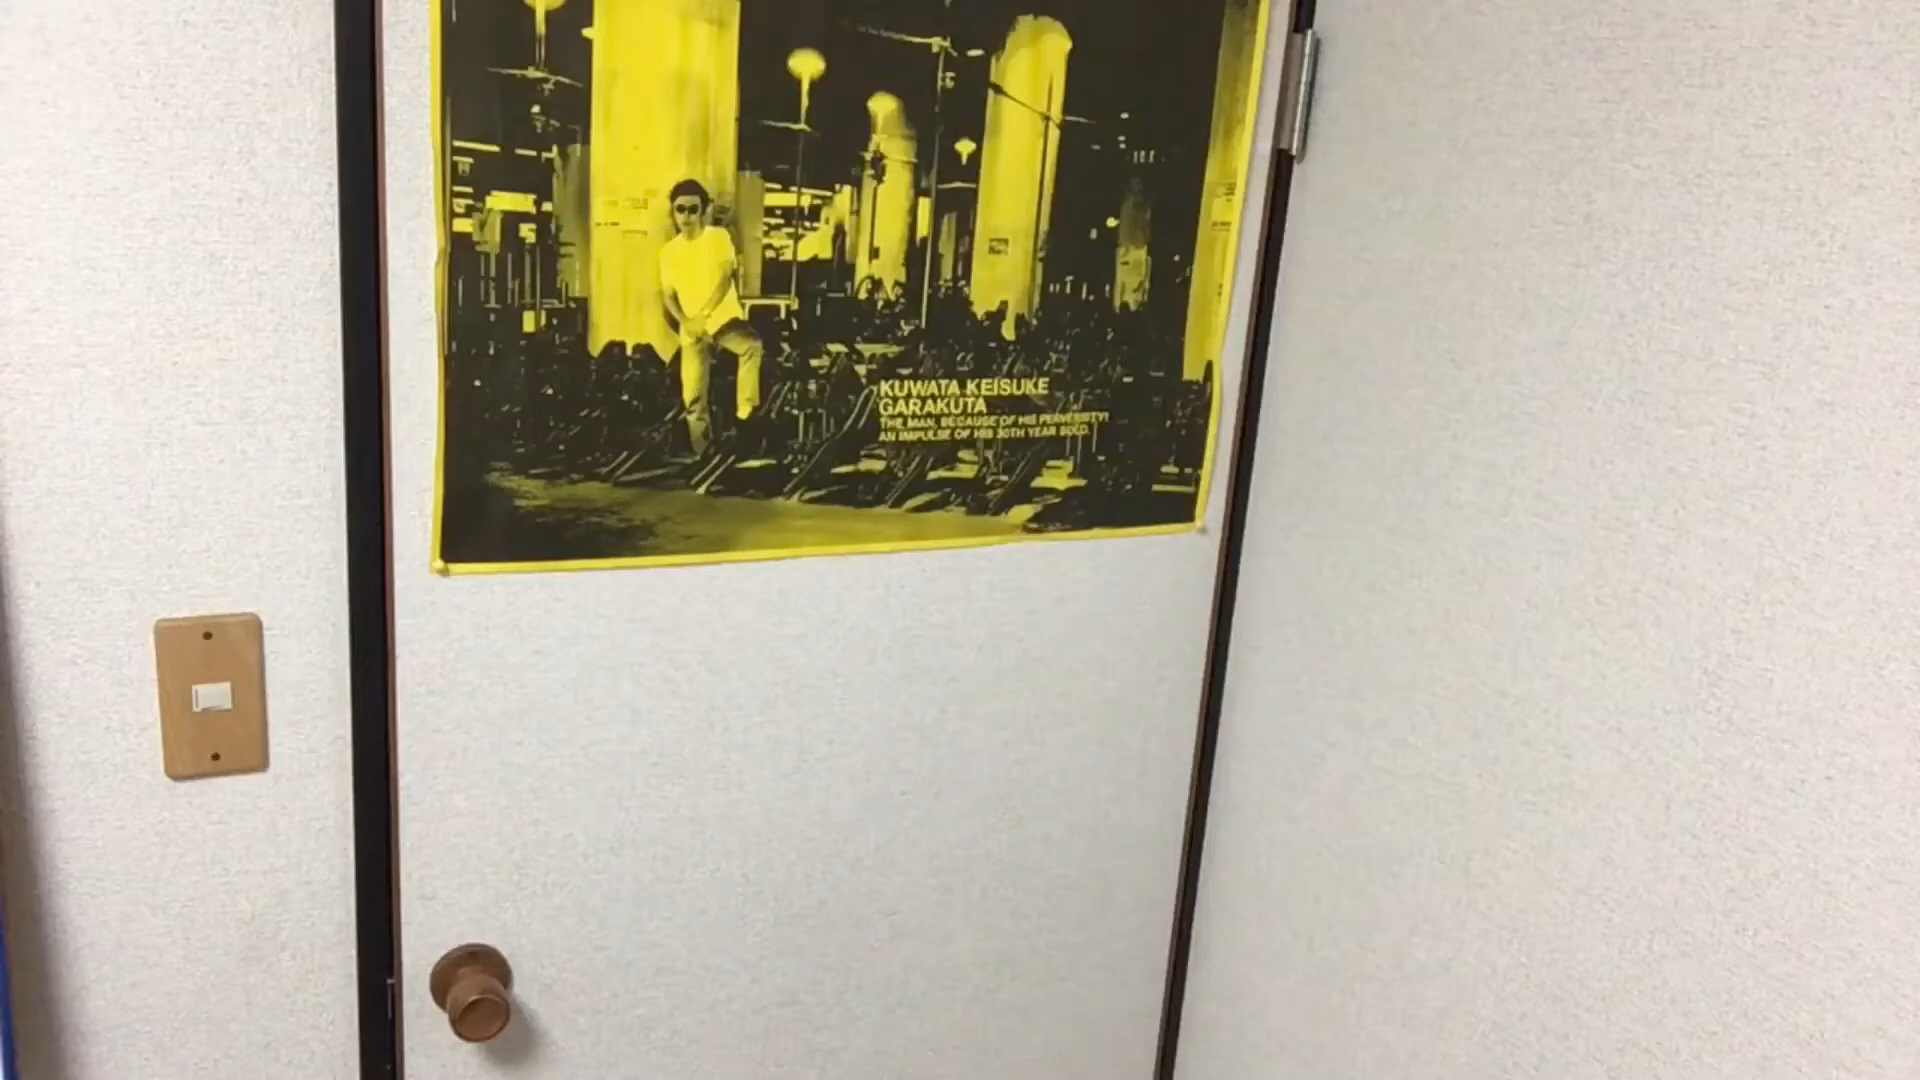 KUWATA KEISUKE
GARAKUTA
THE MAN, BECAUSE OF HIS PERVERSITY!
AN IMPULSE OF HIS 30TH YEAR SOLO.